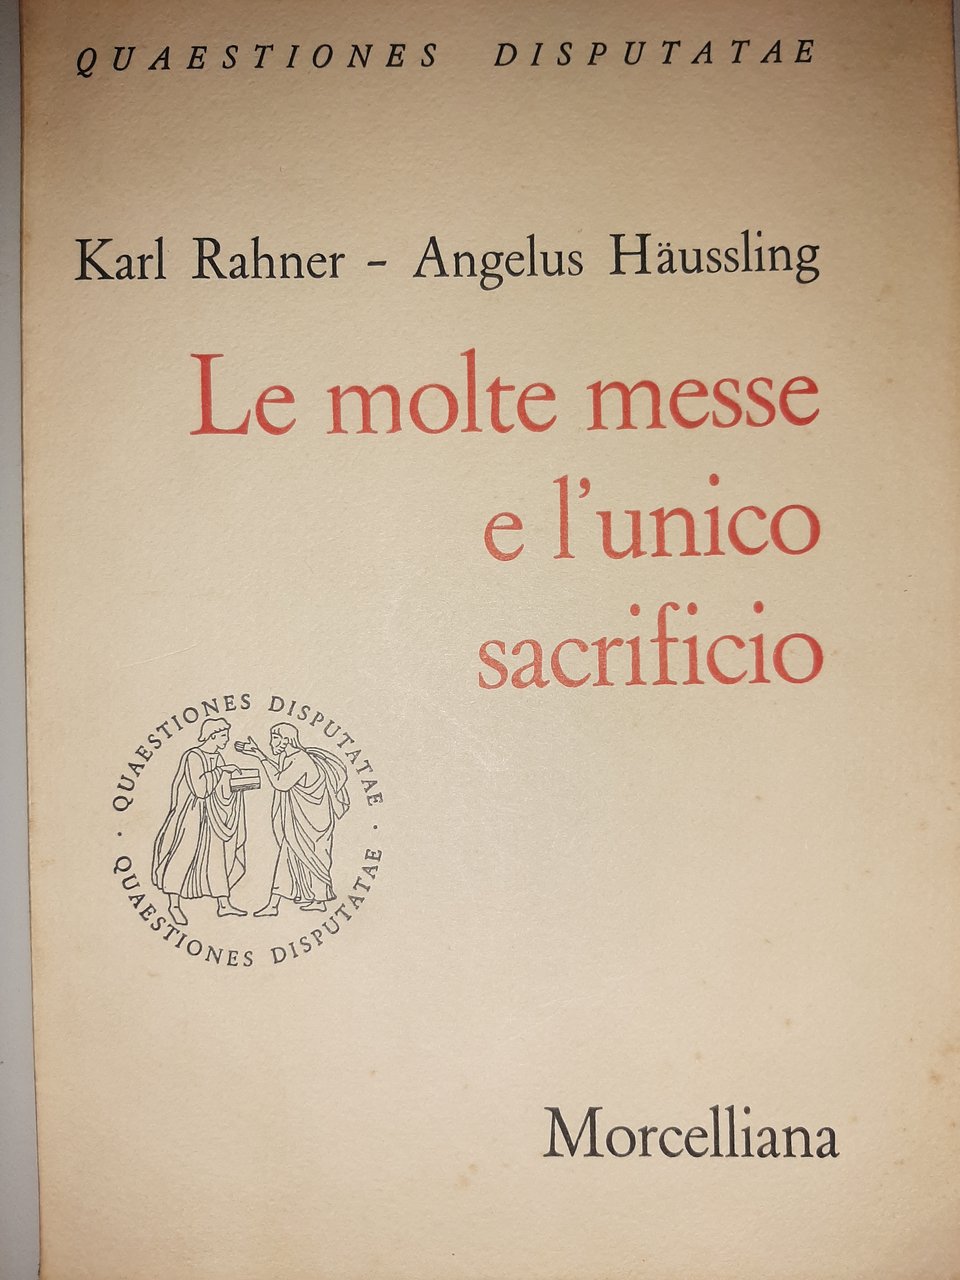 QUAESTIONES DISPUTATAE
Karl Rahner – Angelus Häussling
Le molte messe
e l'unico
sacrificio
QUAESTIONES DISPUTATAE
QUAESTIONES DISPUTATAE
Morcelliana